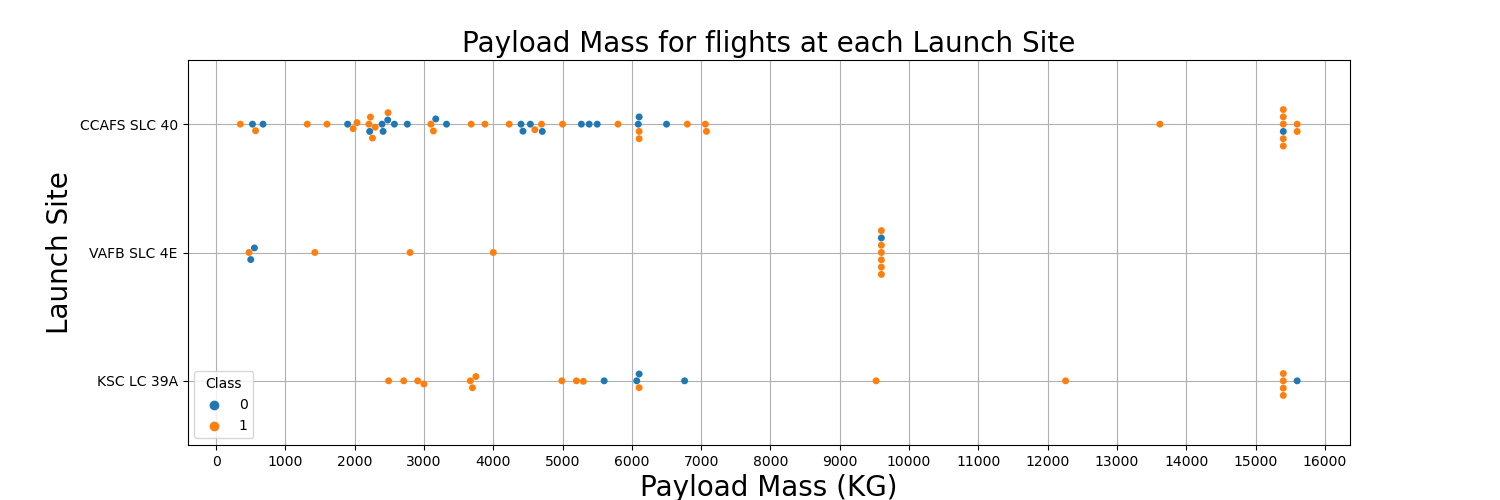 Payload Mass for flights at each Launch Site
Launch Site
CCAFS SLC 40
VAFB SLC 4E
KSC LC 39A
Class
0
1
0 1000 2000 3000 4000 5000 6000 7000 8000 9000 10000 11000 12000 13000 14000 15000 16000
Payload Mass (KG)